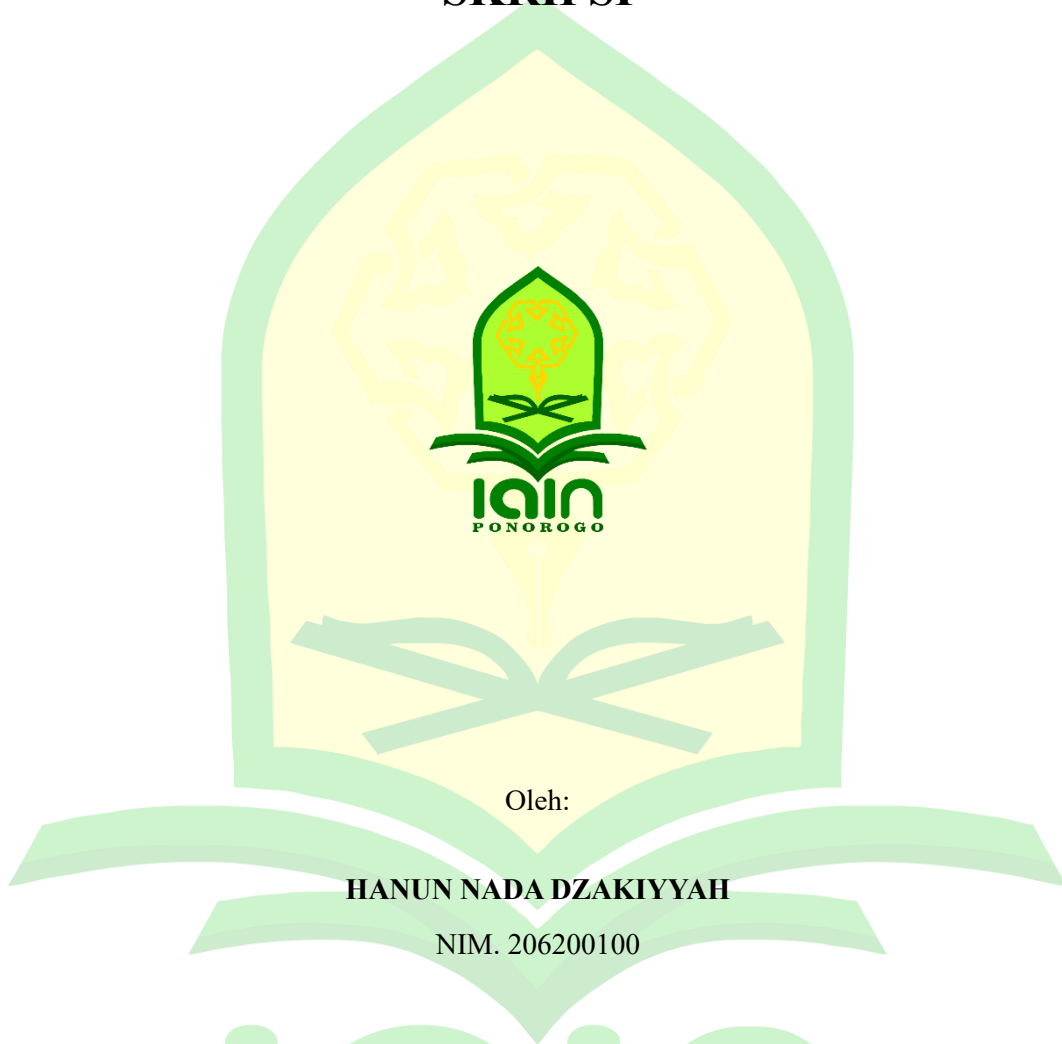 SKRIPSI
iain
PONOROGO
Oleh:
HANUN NADA DZAKIYYAH
NIM. 206200100